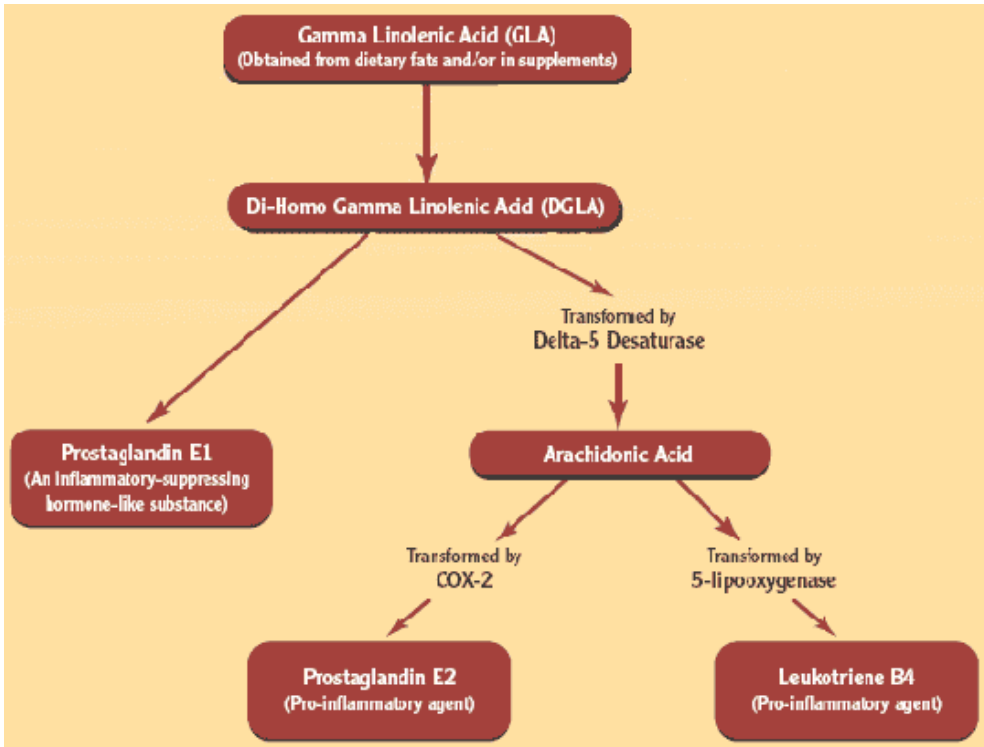 Gamma Linolenic Acid (GLA)
(Obtained from dietary fats and/or in supplements)
Di-Homo Gamma Linolenic Acid (DGLA)
Transformed by
Delta-5 Desaturase
Prostaglandin E1
(An inflammatory-suppressing
hormone-like substance)
Arachidonic Acid
Transformed by
COX-2
Transformed by
5-lipooxygenase
Prostaglandin E2
(Pro-inflammatory agent)
Leukotriene B4
(Pro-inflammatory agent)